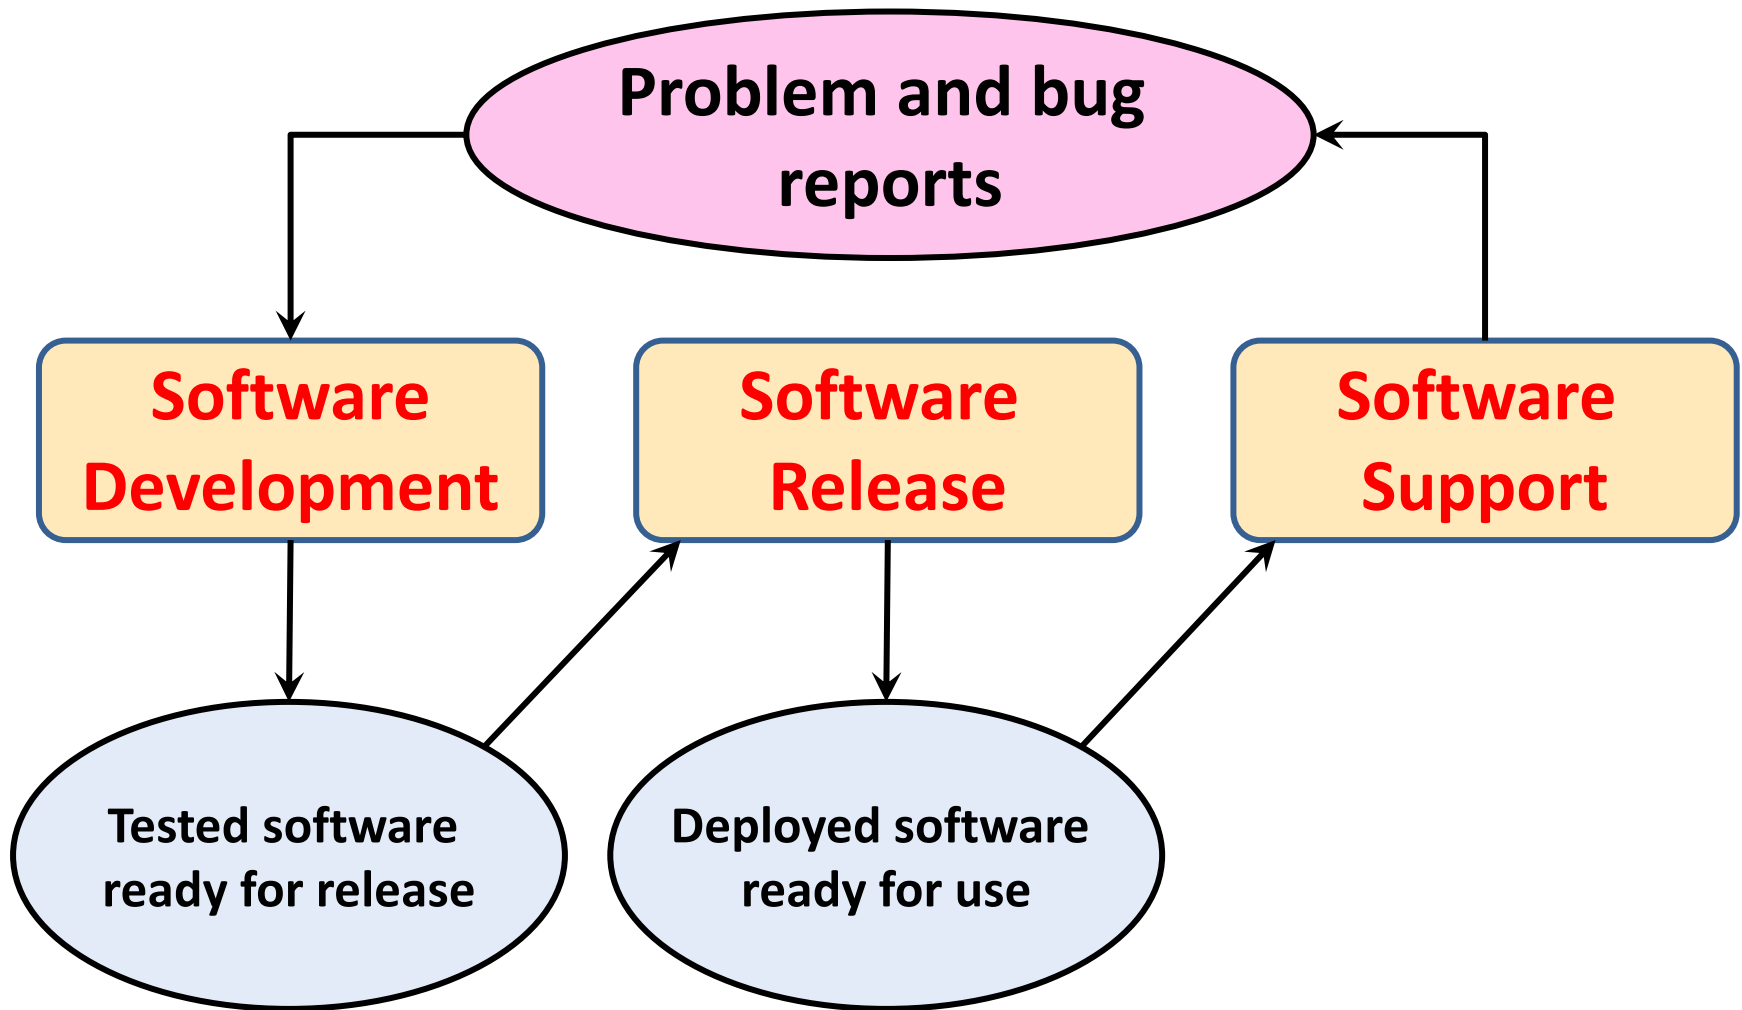 Problem and bug
reports
Software
Development
Software
Release
Software
Support
Tested software
ready for release
Deployed software
ready for use